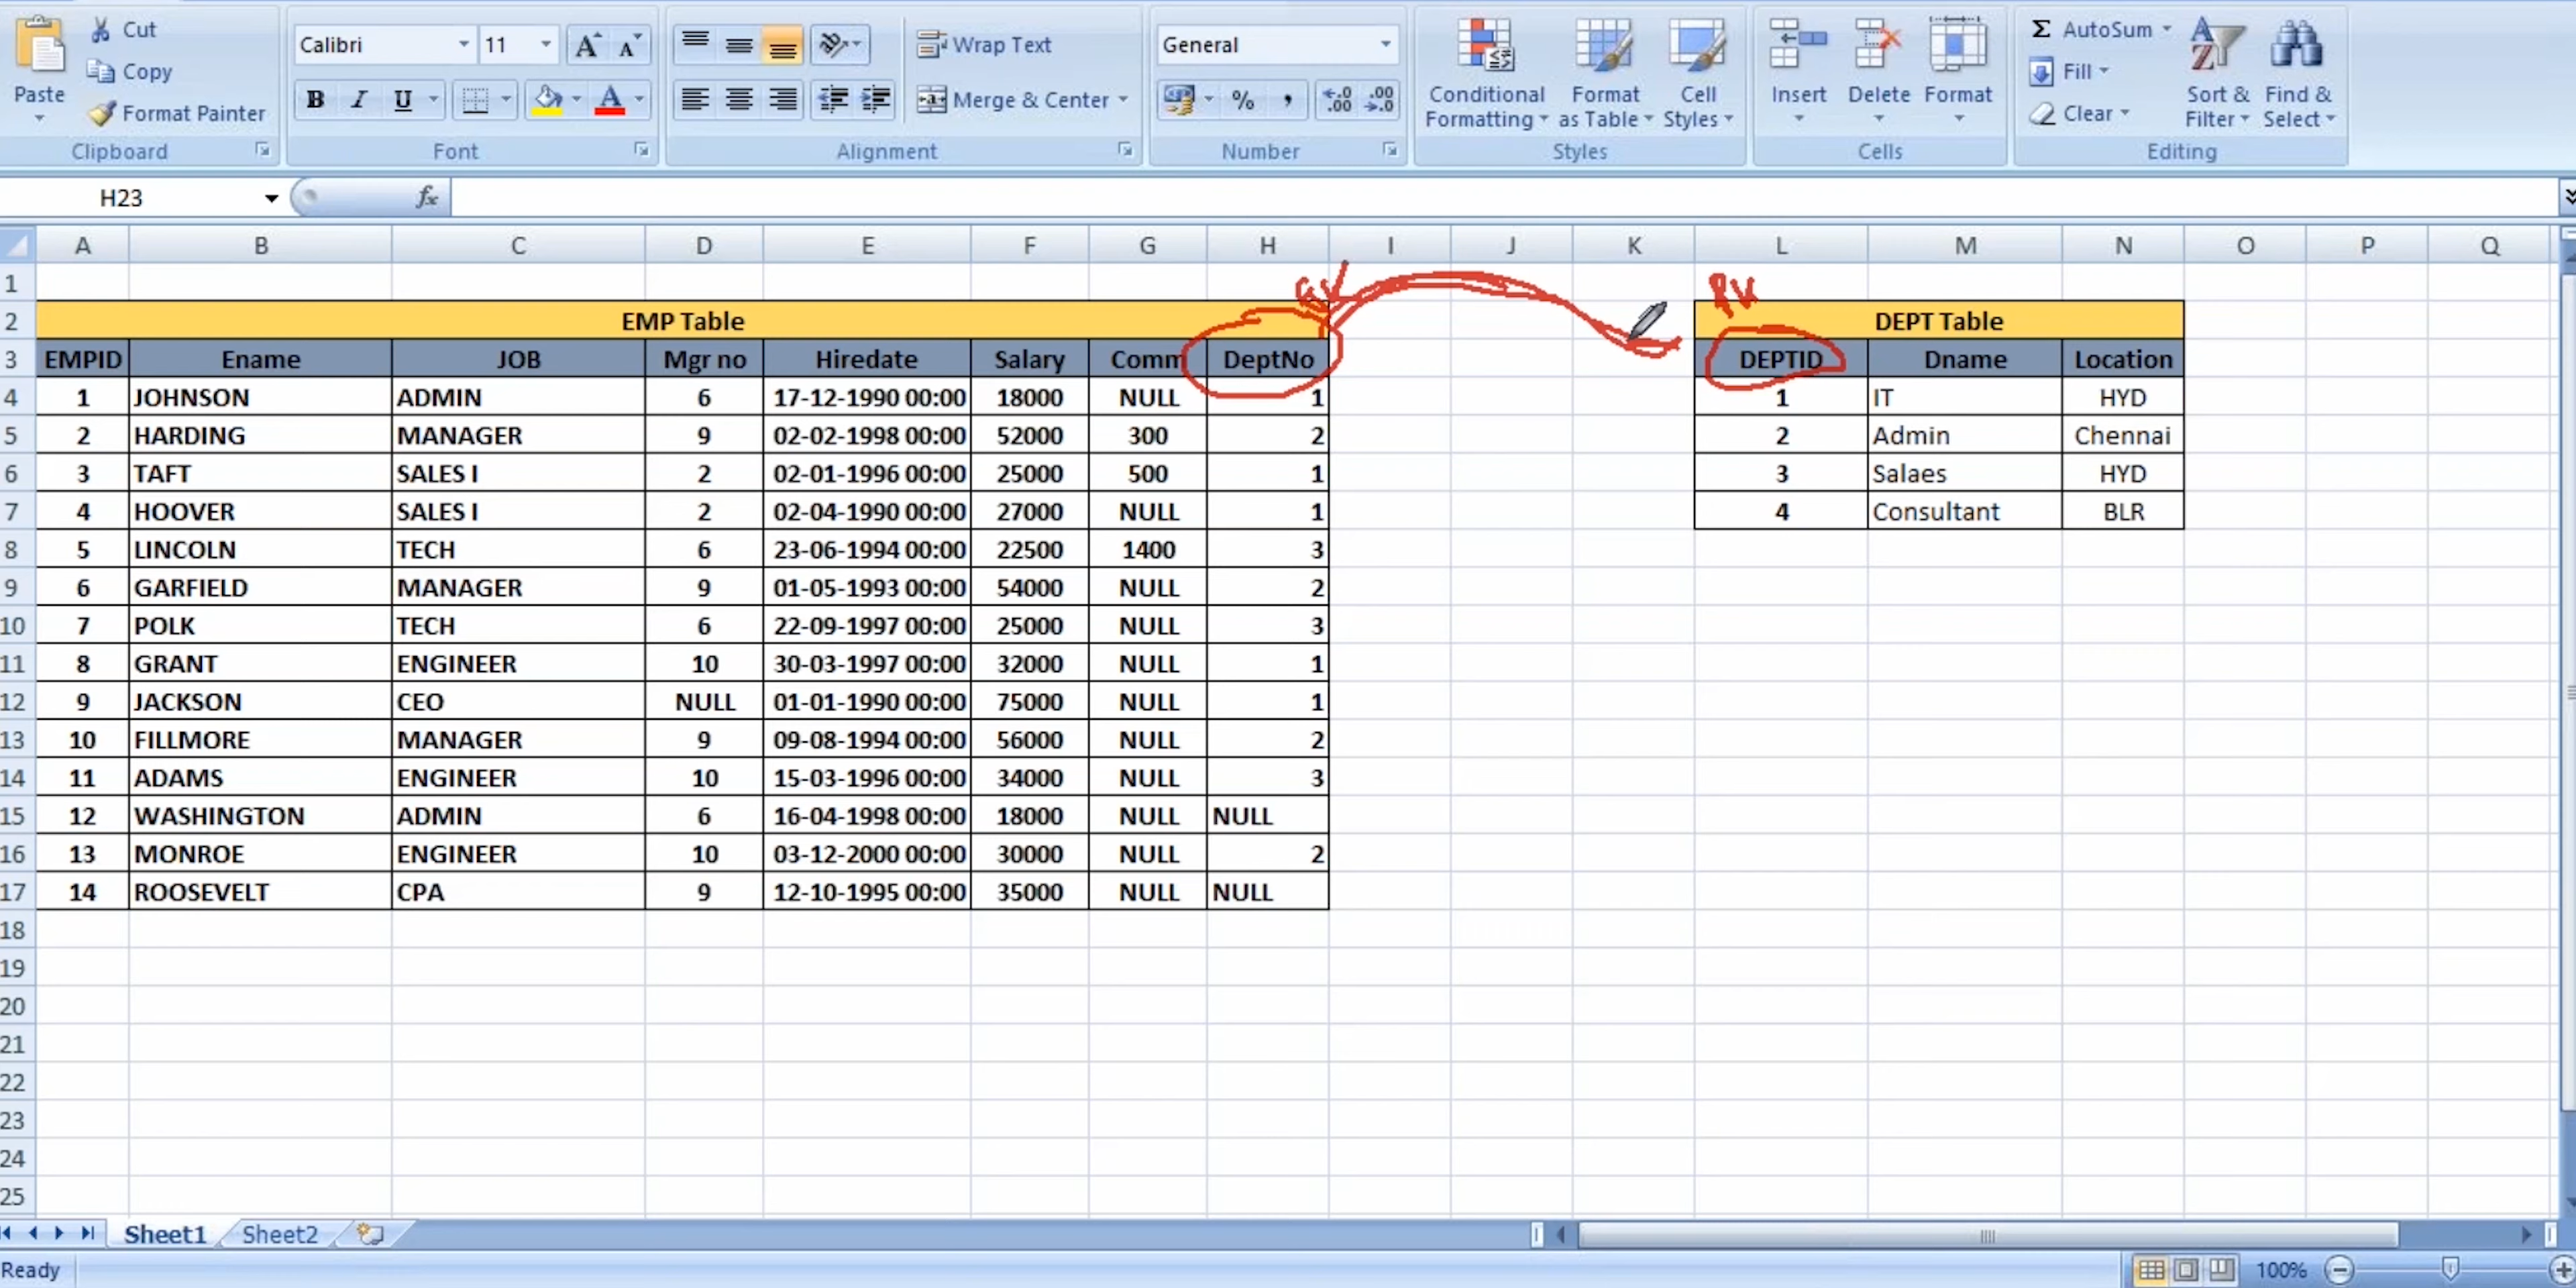 Cut
Copy
Paste
Format Painter
Clipboard
Calibri 11 A A
B I U A
Font
Wrap Text
Merge & Center
Alignment
General
% , .0 .00 .00 .0
Number
Conditional Formatting
Format as Table
Cell Styles
Styles
Insert Delete Format
Cells
Σ AutoSum
Fill
Clear
Sort & Filter
Find & Select
Editing
H23 fx
A B C D E F G H I J K L M N O P Q
1 PK
2 EMP Table DEPT Table
3 EMPID Ename JOB Mgr no Hiredate Salary Comm DeptNo DEPTID Dname Location
4 1 JOHNSON ADMIN 6 17-12-1990 00:00 18000 NULL 1 1 IT HYD
5 2 HARDING MANAGER 9 02-02-1998 00:00 52000 300 2 2 Admin Chennai
6 3 TAFT SALES I 2 02-01-1996 00:00 25000 500 1 3 Salaes HYD
7 4 HOOVER SALES I 2 02-04-1990 00:00 27000 NULL 1 4 Consultant BLR
8 5 LINCOLN TECH 6 23-06-1994 00:00 22500 1400 3
9 6 GARFIELD MANAGER 9 01-05-1993 00:00 54000 NULL 2
10 7 POLK TECH 6 22-09-1997 00:00 25000 NULL 3
11 8 GRANT ENGINEER 10 30-03-1997 00:00 32000 NULL 1
12 9 JACKSON CEO NULL 01-01-1990 00:00 75000 NULL 1
13 10 FILLMORE MANAGER 9 09-08-1994 00:00 56000 NULL 2
14 11 ADAMS ENGINEER 10 15-03-1996 00:00 34000 NULL 3
15 12 WASHINGTON ADMIN 6 16-04-1998 00:00 18000 NULL NULL
16 13 MONROE ENGINEER 10 03-12-2000 00:00 30000 NULL 2
17 14 ROOSEVELT CPA 9 12-10-1995 00:00 35000 NULL NULL
18
19
20
21
22
23
24
25
Sheet1 Sheet2
Ready 100%